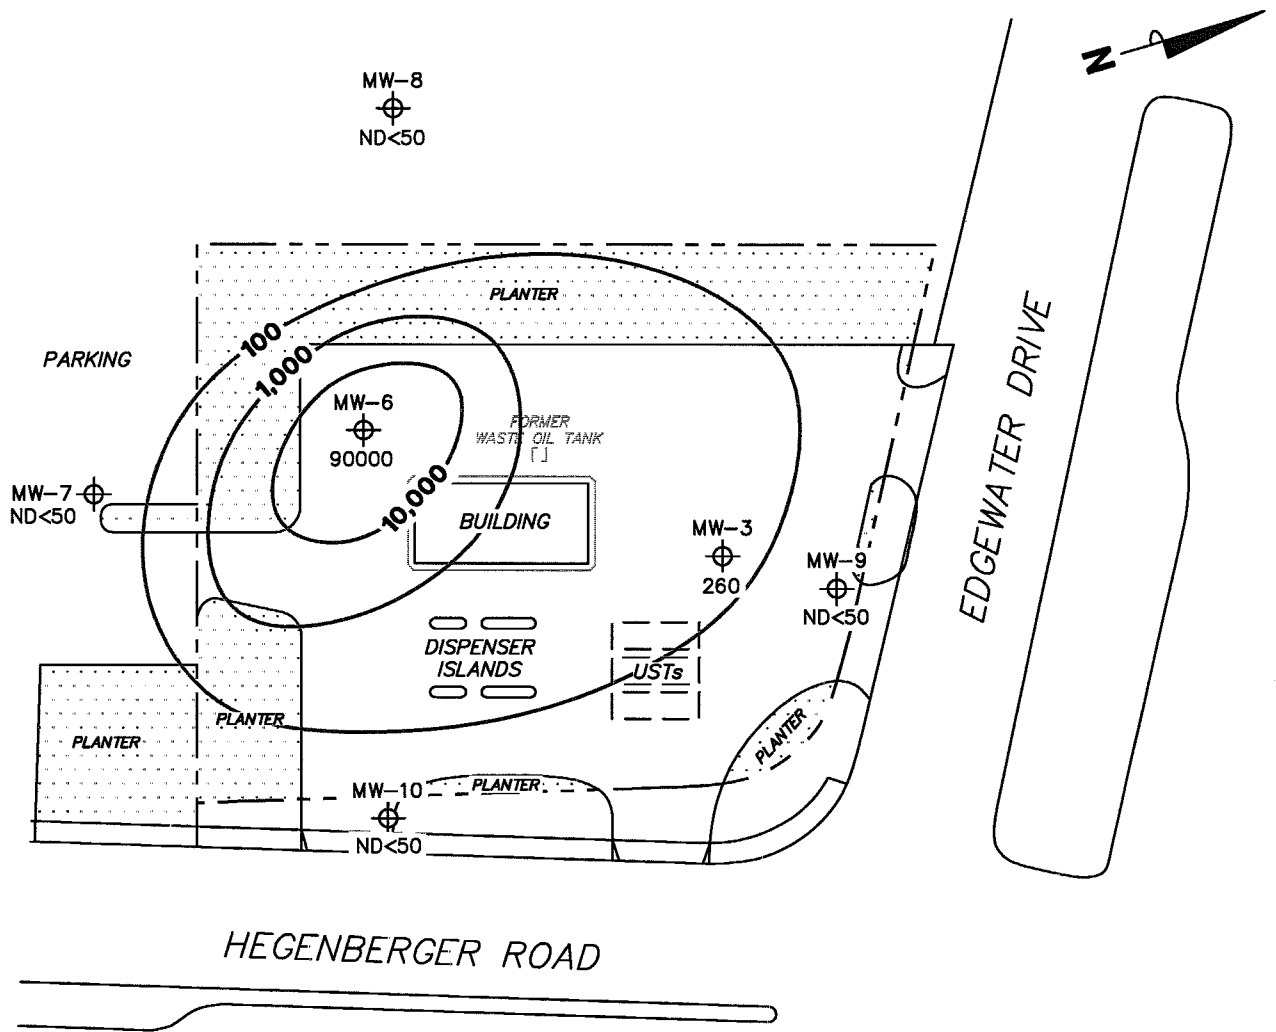 N
MW-8
ND<50
PLANTER
100
1,000
PARKING
MW-6
90000
FORMER
WASTE OIL TANK
10,000
MW-7
ND<50
BUILDING
MW-3
260
MW-9
ND<50
EDGEWATER DRIVE
DISPENSER
ISLANDS
USTs
PLANTER
PLANTER
PLANTER
PLANTER
MW-10
ND<50
HEGENBERGER ROAD